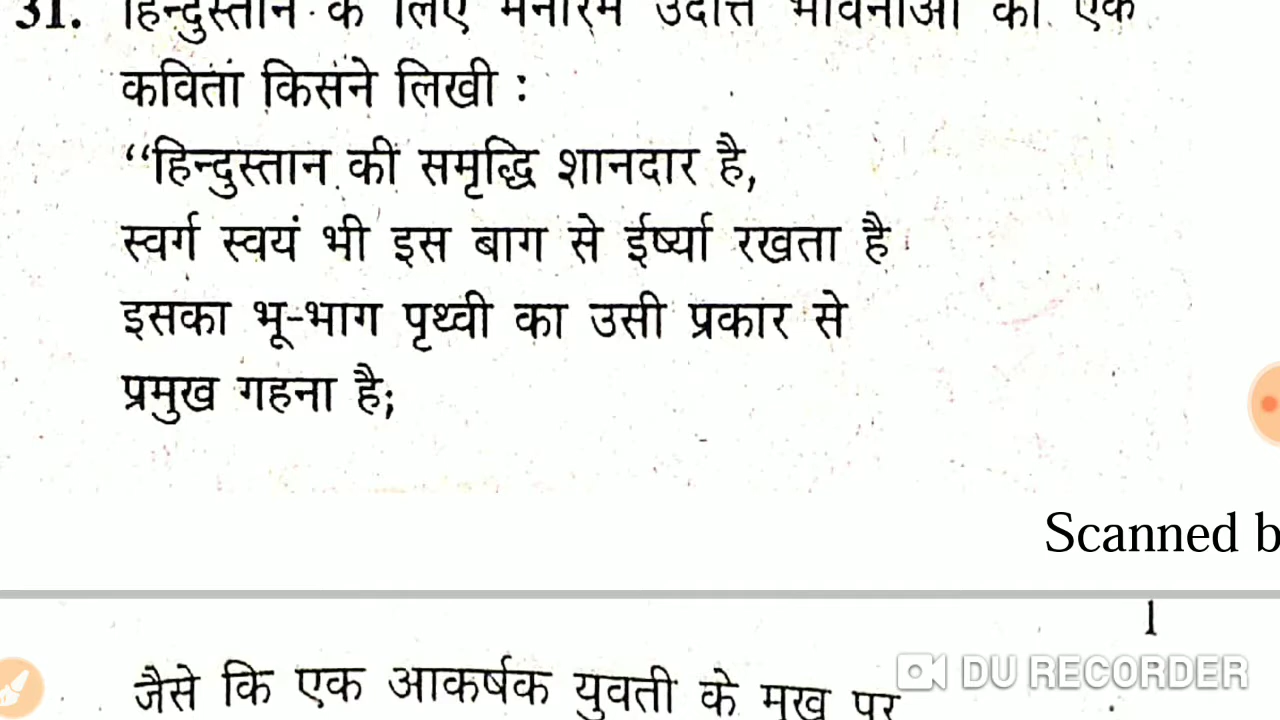 31. हिन्दुस्तान के लिए मनोरम उदात्त भावनाओं की एक
कविता किसने लिखी :
“हिन्दुस्तान की समृद्धि शानदार है,
स्वर्ग स्वयं भी इस बाग से ईर्ष्या रखता है
इसका भू-भाग पृथ्वी का उसी प्रकार से
प्रमुख गहना है;
Scanned b
1
जैसे कि एक आकर्षक युवती के मुख पर
DU RECORDER